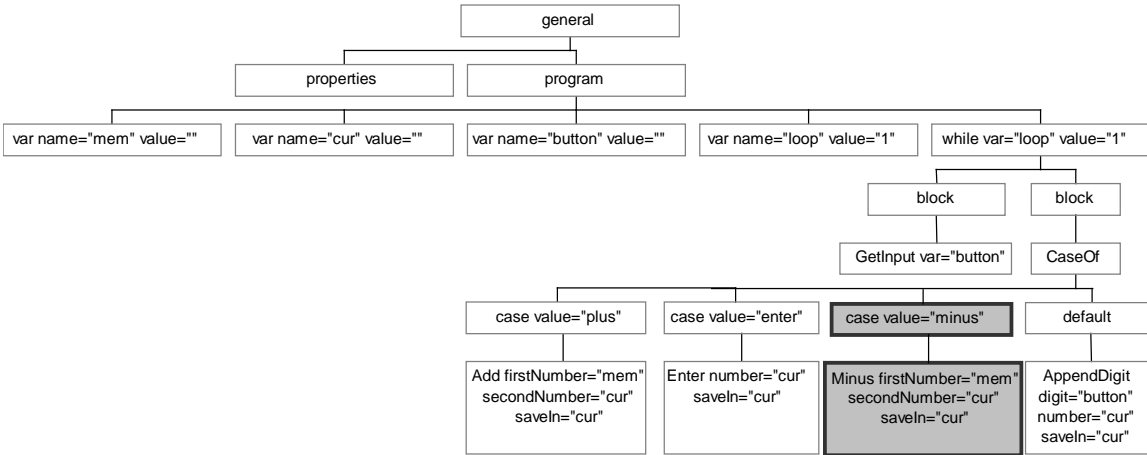 general
properties
program
var name="mem" value=""
var name="cur" value=""
var name="button" value=""
var name="loop" value="1"
while var="loop" value="1"
block
block
GetInput var="button"
CaseOf
case value="plus"
case value="enter"
case value="minus"
default
Add firstNumber="mem"
secondNumber="cur"
saveIn="cur"
Enter number="cur"
saveIn="cur"
Minus firstNumber="mem"
secondNumber="cur"
saveIn="cur"
AppendDigit
digit="button"
number="cur"
saveIn="cur"